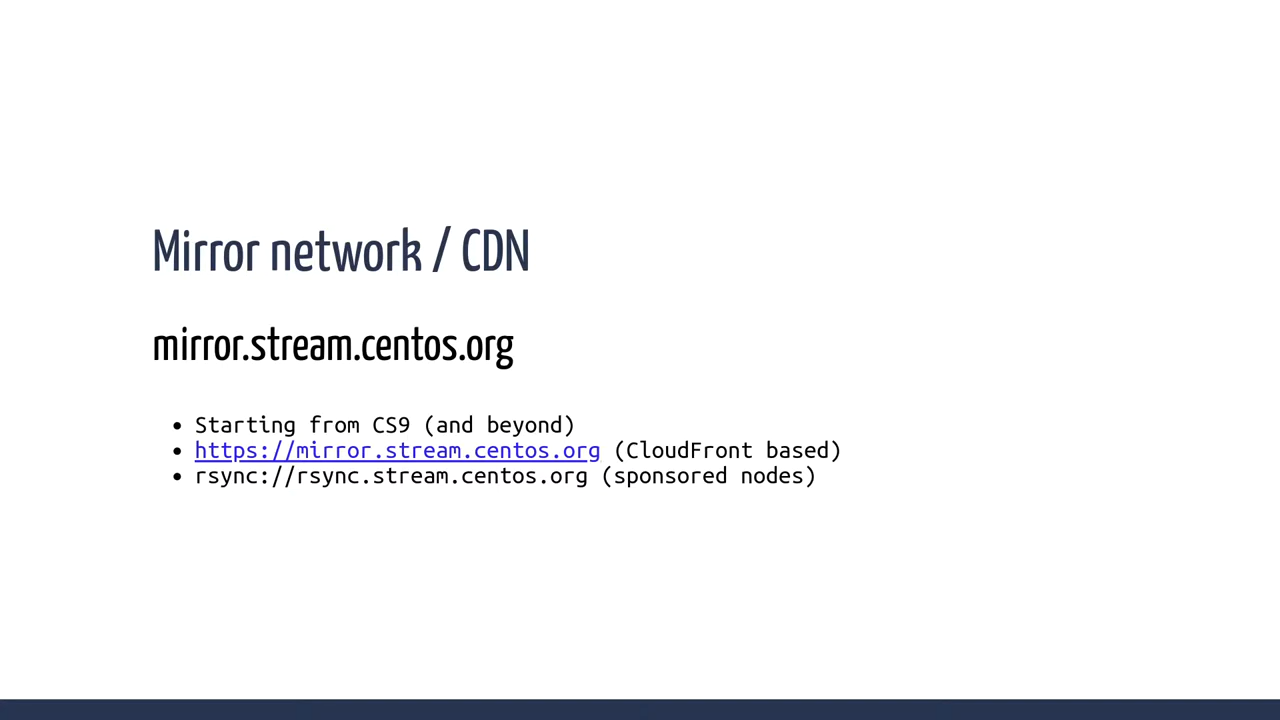 Mirror network / CDN
mirror.stream.centos.org
• Starting from CS9 (and beyond)
• https://mirror.stream.centos.org (CloudFront based)
• rsync://rsync.stream.centos.org (sponsored nodes)